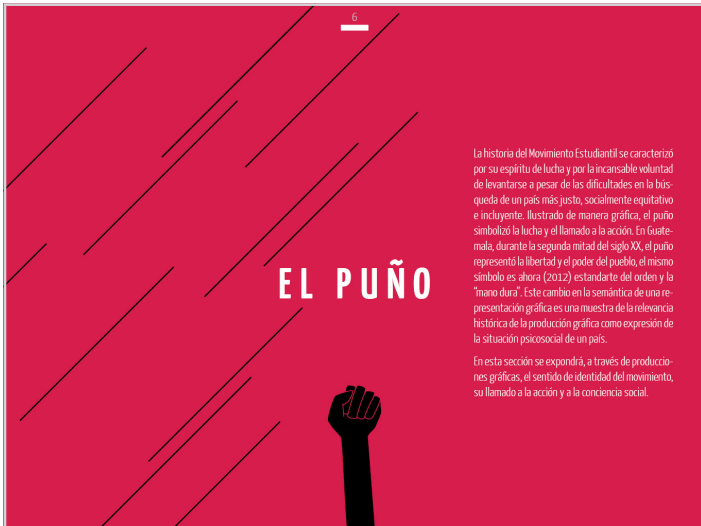 6
EL PUÑO
La historia del Movimiento Estudiantil se caracterizó
por su espíritu de lucha y por la incansable voluntad
de levantarse a pesar de las dificultades en la bús-
queda de un país más justo, socialmente equitativo
e incluyente. Ilustrado de manera gráfica, el puño
simbolizó la lucha y el llamado a la acción. En Guate-
mala, durante la segunda mitad del siglo XX, el puño
representó la libertad y el poder del pueblo, el mismo
símbolo es ahora (2012) estandarte del orden y la
"mano dura". Este cambio en la semántica de una re-
presentación gráfica es una muestra de la relevancia
histórica de la producción gráfica como expresión de
la situación psicosocial de un país.
En esta sección se expondrá, a través de produccio-
nes gráficas, el sentido de identidad del movimiento,
su llamado a la acción y a la conciencia social.